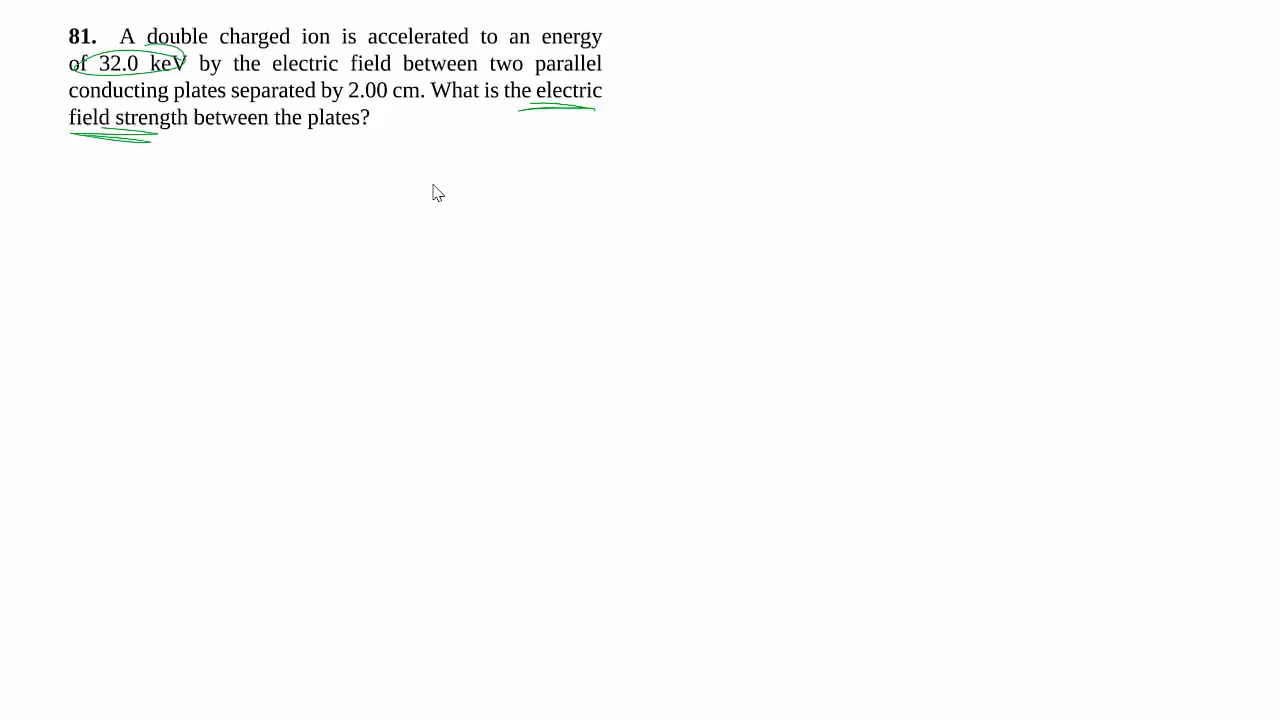 81. A double charged ion is accelerated to an energy
of 32.0 keV by the electric field between two parallel
conducting plates separated by 2.00 cm. What is the electric
field strength between the plates?